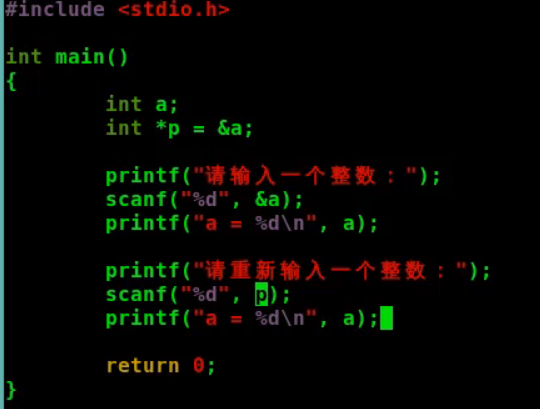 #include <stdio.h>
int main()
{
int a;
int *p = &a;
printf("请输入一个整数：");
scanf("%d", &a);
printf("a = %d\n", a);
printf("请重新输入一个整数：");
scanf("%d", p);
printf("a = %d\n", a);
return 0;
}